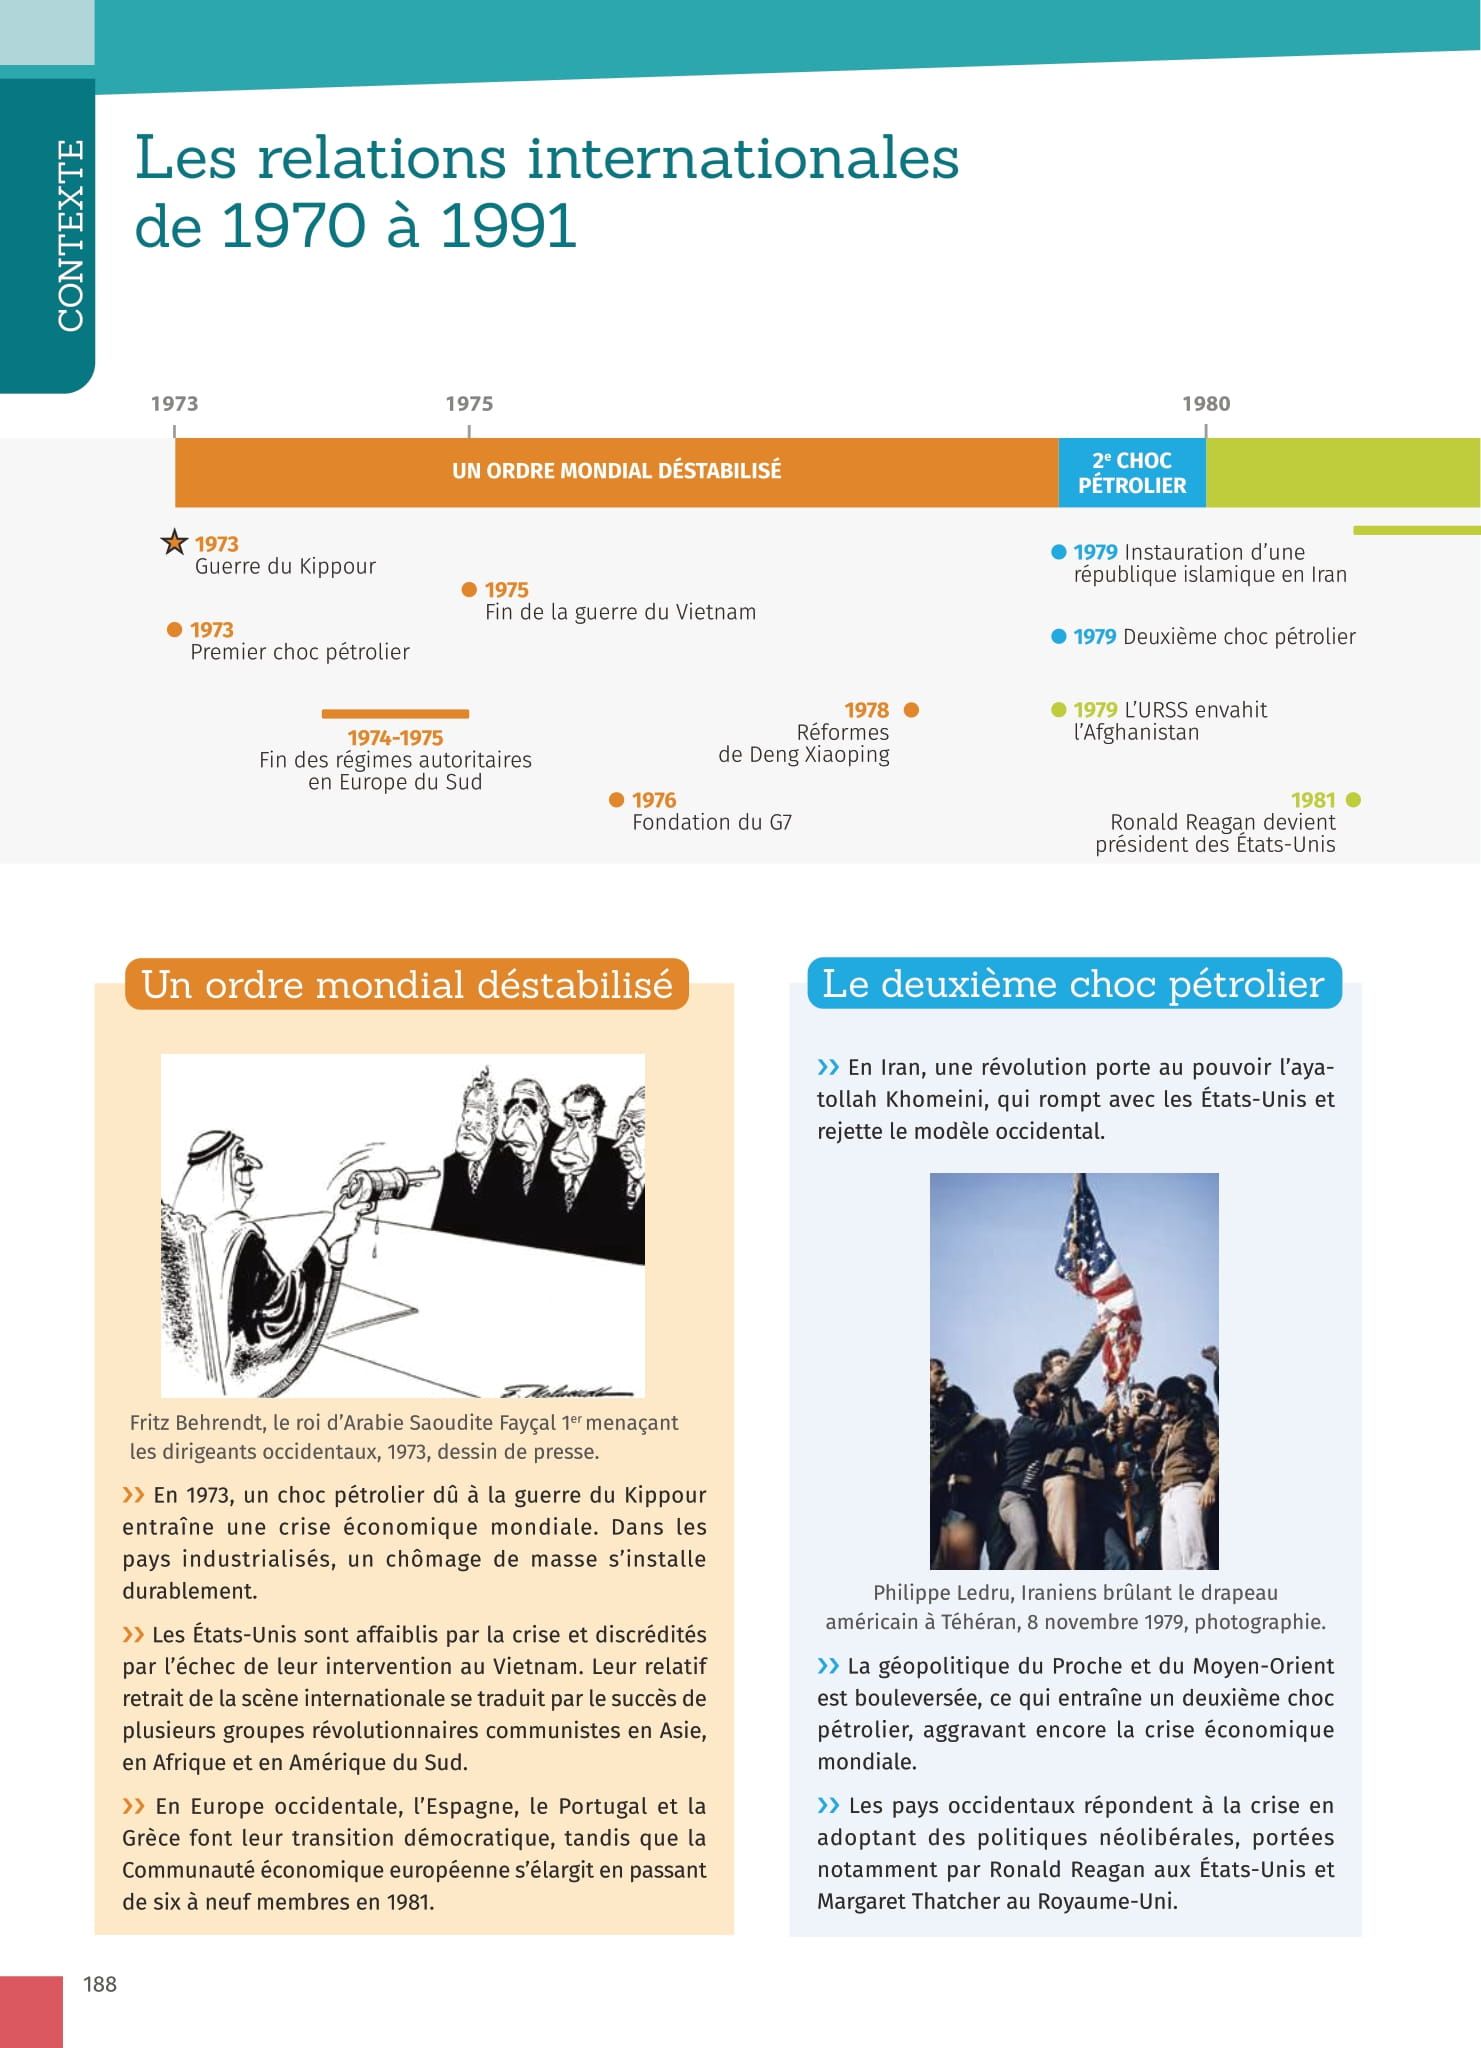 CONTEXTE
Les relations internationales
de 1970 à 1991
1973
1975
1980
UN ORDRE MONDIAL DÉSTABILISÉ
2e CHOC
PÉTROLIER
1973
Guerre du Kippour
1973
Premier choc pétrolier
1974-1975
Fin des régimes autoritaires
en Europe du Sud
1975
Fin de la guerre du Vietnam
1976
Fondation du G7
1978
Réformes
de Deng Xiaoping
1979 Instauration d’une
république islamique en Iran
1979 Deuxième choc pétrolier
1979 L’URSS envahit
l’Afghanistan
1981
Ronald Reagan devient
président des États-Unis
Un ordre mondial déstabilisé
Fritz Behrendt, le roi d’Arabie Saoudite Fayçal 1er menaçant
les dirigeants occidentaux, 1973, dessin de presse.
›› En 1973, un choc pétrolier dû à la guerre du Kippour
entraîne une crise économique mondiale. Dans les
pays industrialisés, un chômage de masse s’installe
durablement.
›› Les États-Unis sont affaiblis par la crise et discrédités
par l’échec de leur intervention au Vietnam. Leur relatif
retrait de la scène internationale se traduit par le succès de
plusieurs groupes révolutionnaires communistes en Asie,
en Afrique et en Amérique du Sud.
›› En Europe occidentale, l’Espagne, le Portugal et la
Grèce font leur transition démocratique, tandis que la
Communauté économique européenne s’élargit en passant
de six à neuf membres en 1981.
Le deuxième choc pétrolier
›› En Iran, une révolution porte au pouvoir l’aya-
tollah Khomeini, qui rompt avec les États-Unis et
rejette le modèle occidental.
Philippe Ledru, Iraniens brûlant le drapeau
américain à Téhéran, 8 novembre 1979, photographie.
›› La géopolitique du Proche et du Moyen-Orient
est bouleversée, ce qui entraîne un deuxième choc
pétrolier, aggravant encore la crise économique
mondiale.
›› Les pays occidentaux répondent à la crise en
adoptant des politiques néolibérales, portées
notamment par Ronald Reagan aux États-Unis et
Margaret Thatcher au Royaume-Uni.
188